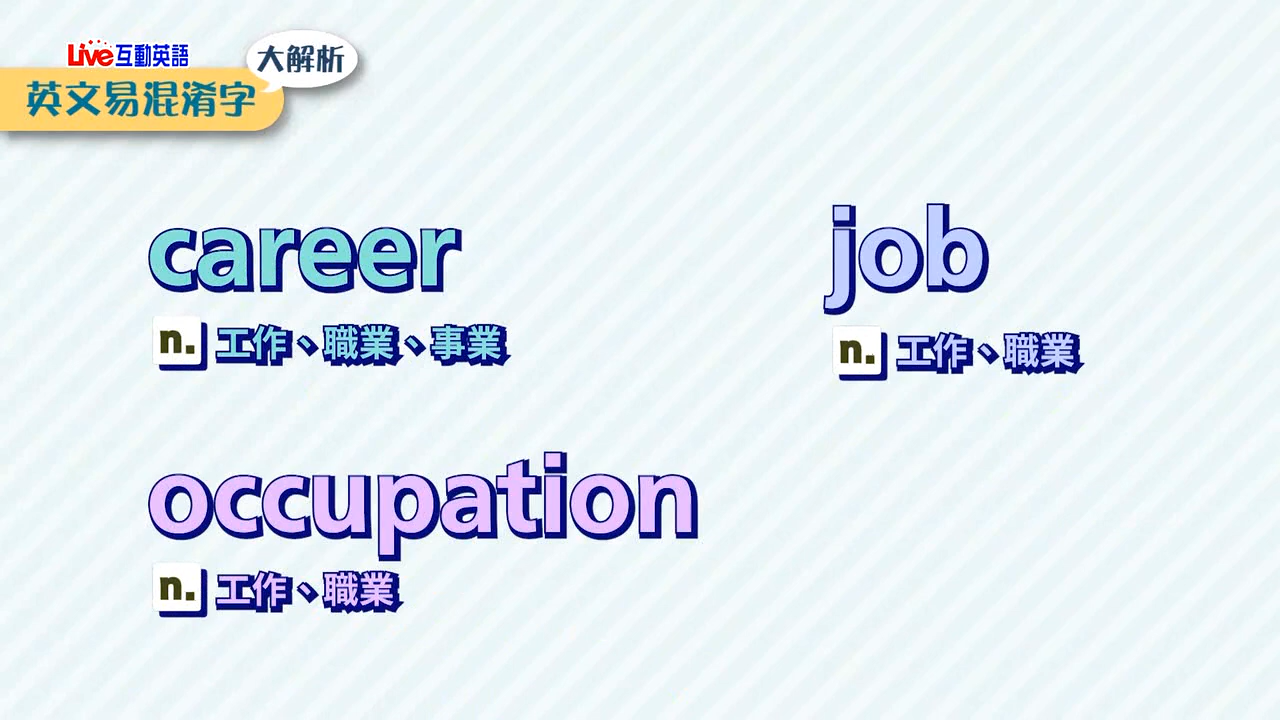 Live互動英語
大解析
英文易混淆字
career
n. 工作、職業、事業
job
n. 工作、職業
occupation
n. 工作、職業